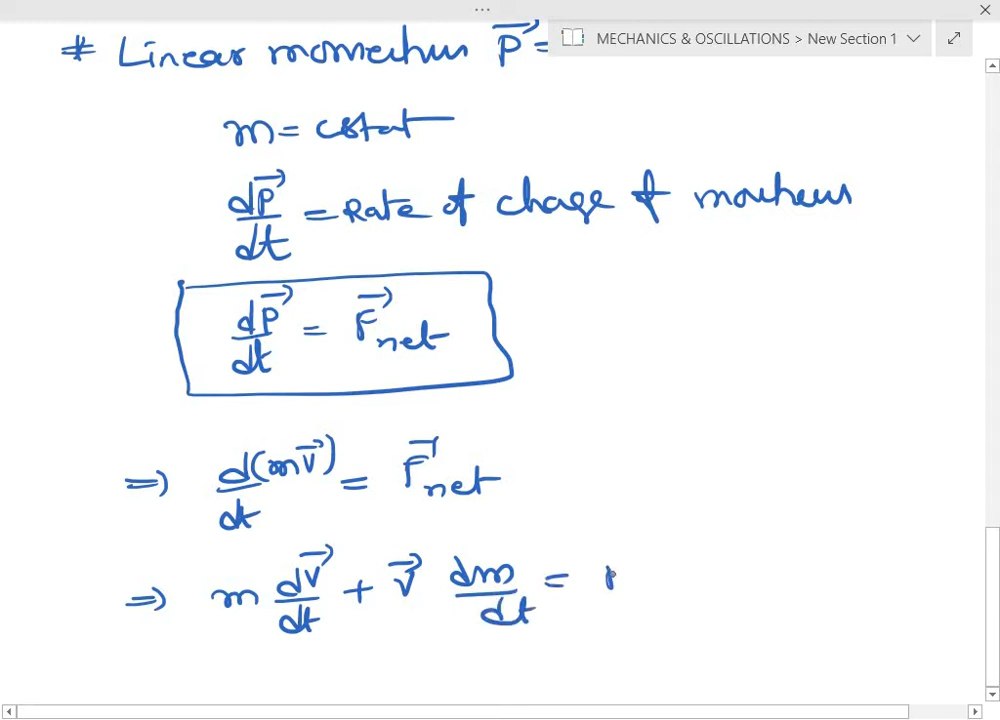 # Linear momentum P⃗ =
MECHANICS & OSCILLATIONS > New Section 1
m = cstat
dP⃗/dt = Rate of chage of momentum
dP⃗/dt = F⃗net
⇒ d(mv⃗)/dt = F⃗net
⇒ m dv⃗/dt + v⃗ dm/dt =